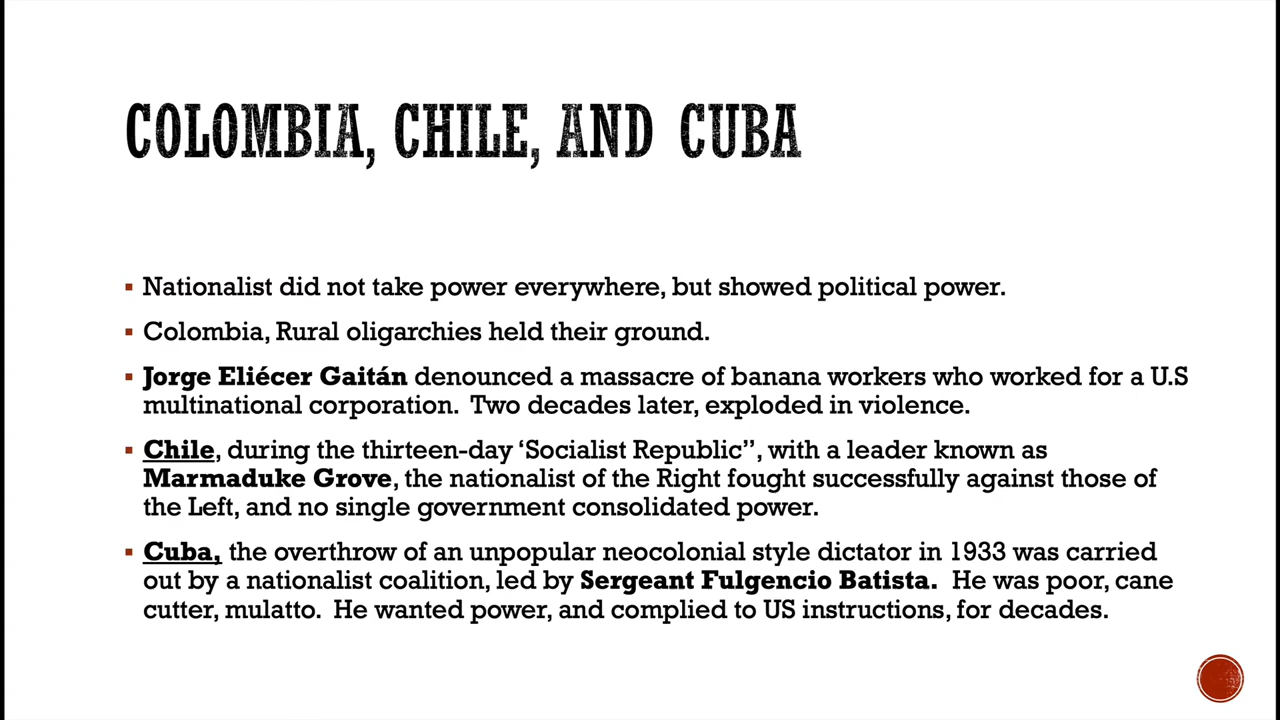 COLOMBIA, CHILE, AND CUBA
▪ Nationalist did not take power everywhere, but showed political power.
▪ Colombia, Rural oligarchies held their ground.
▪ Jorge Eliécer Gaitán denounced a massacre of banana workers who worked for a U.S
multinational corporation.  Two decades later, exploded in violence.
▪ Chile, during the thirteen-day ‘Socialist Republic”, with a leader known as
Marmaduke Grove, the nationalist of the Right fought successfully against those of
the Left, and no single government consolidated power.
▪ Cuba, the overthrow of an unpopular neocolonial style dictator in 1933 was carried
out by a nationalist coalition, led by Sergeant Fulgencio Batista.  He was poor, cane
cutter, mulatto.  He wanted power, and complied to US instructions, for decades.